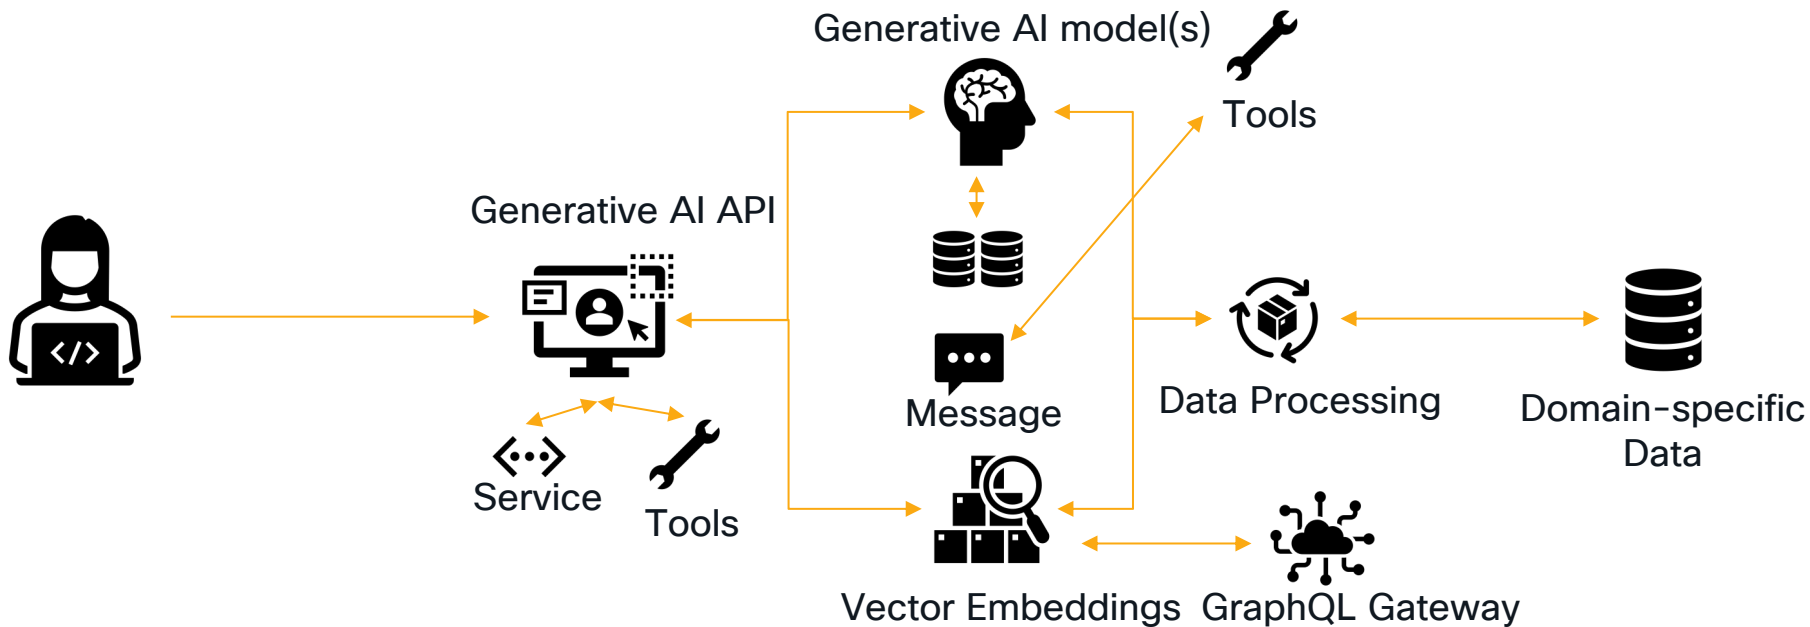 Generative AI model(s)
Tools
Generative AI API
</>
Message
Data Processing
Domain-specific
Data
Service
Tools
Vector Embeddings
GraphQL Gateway